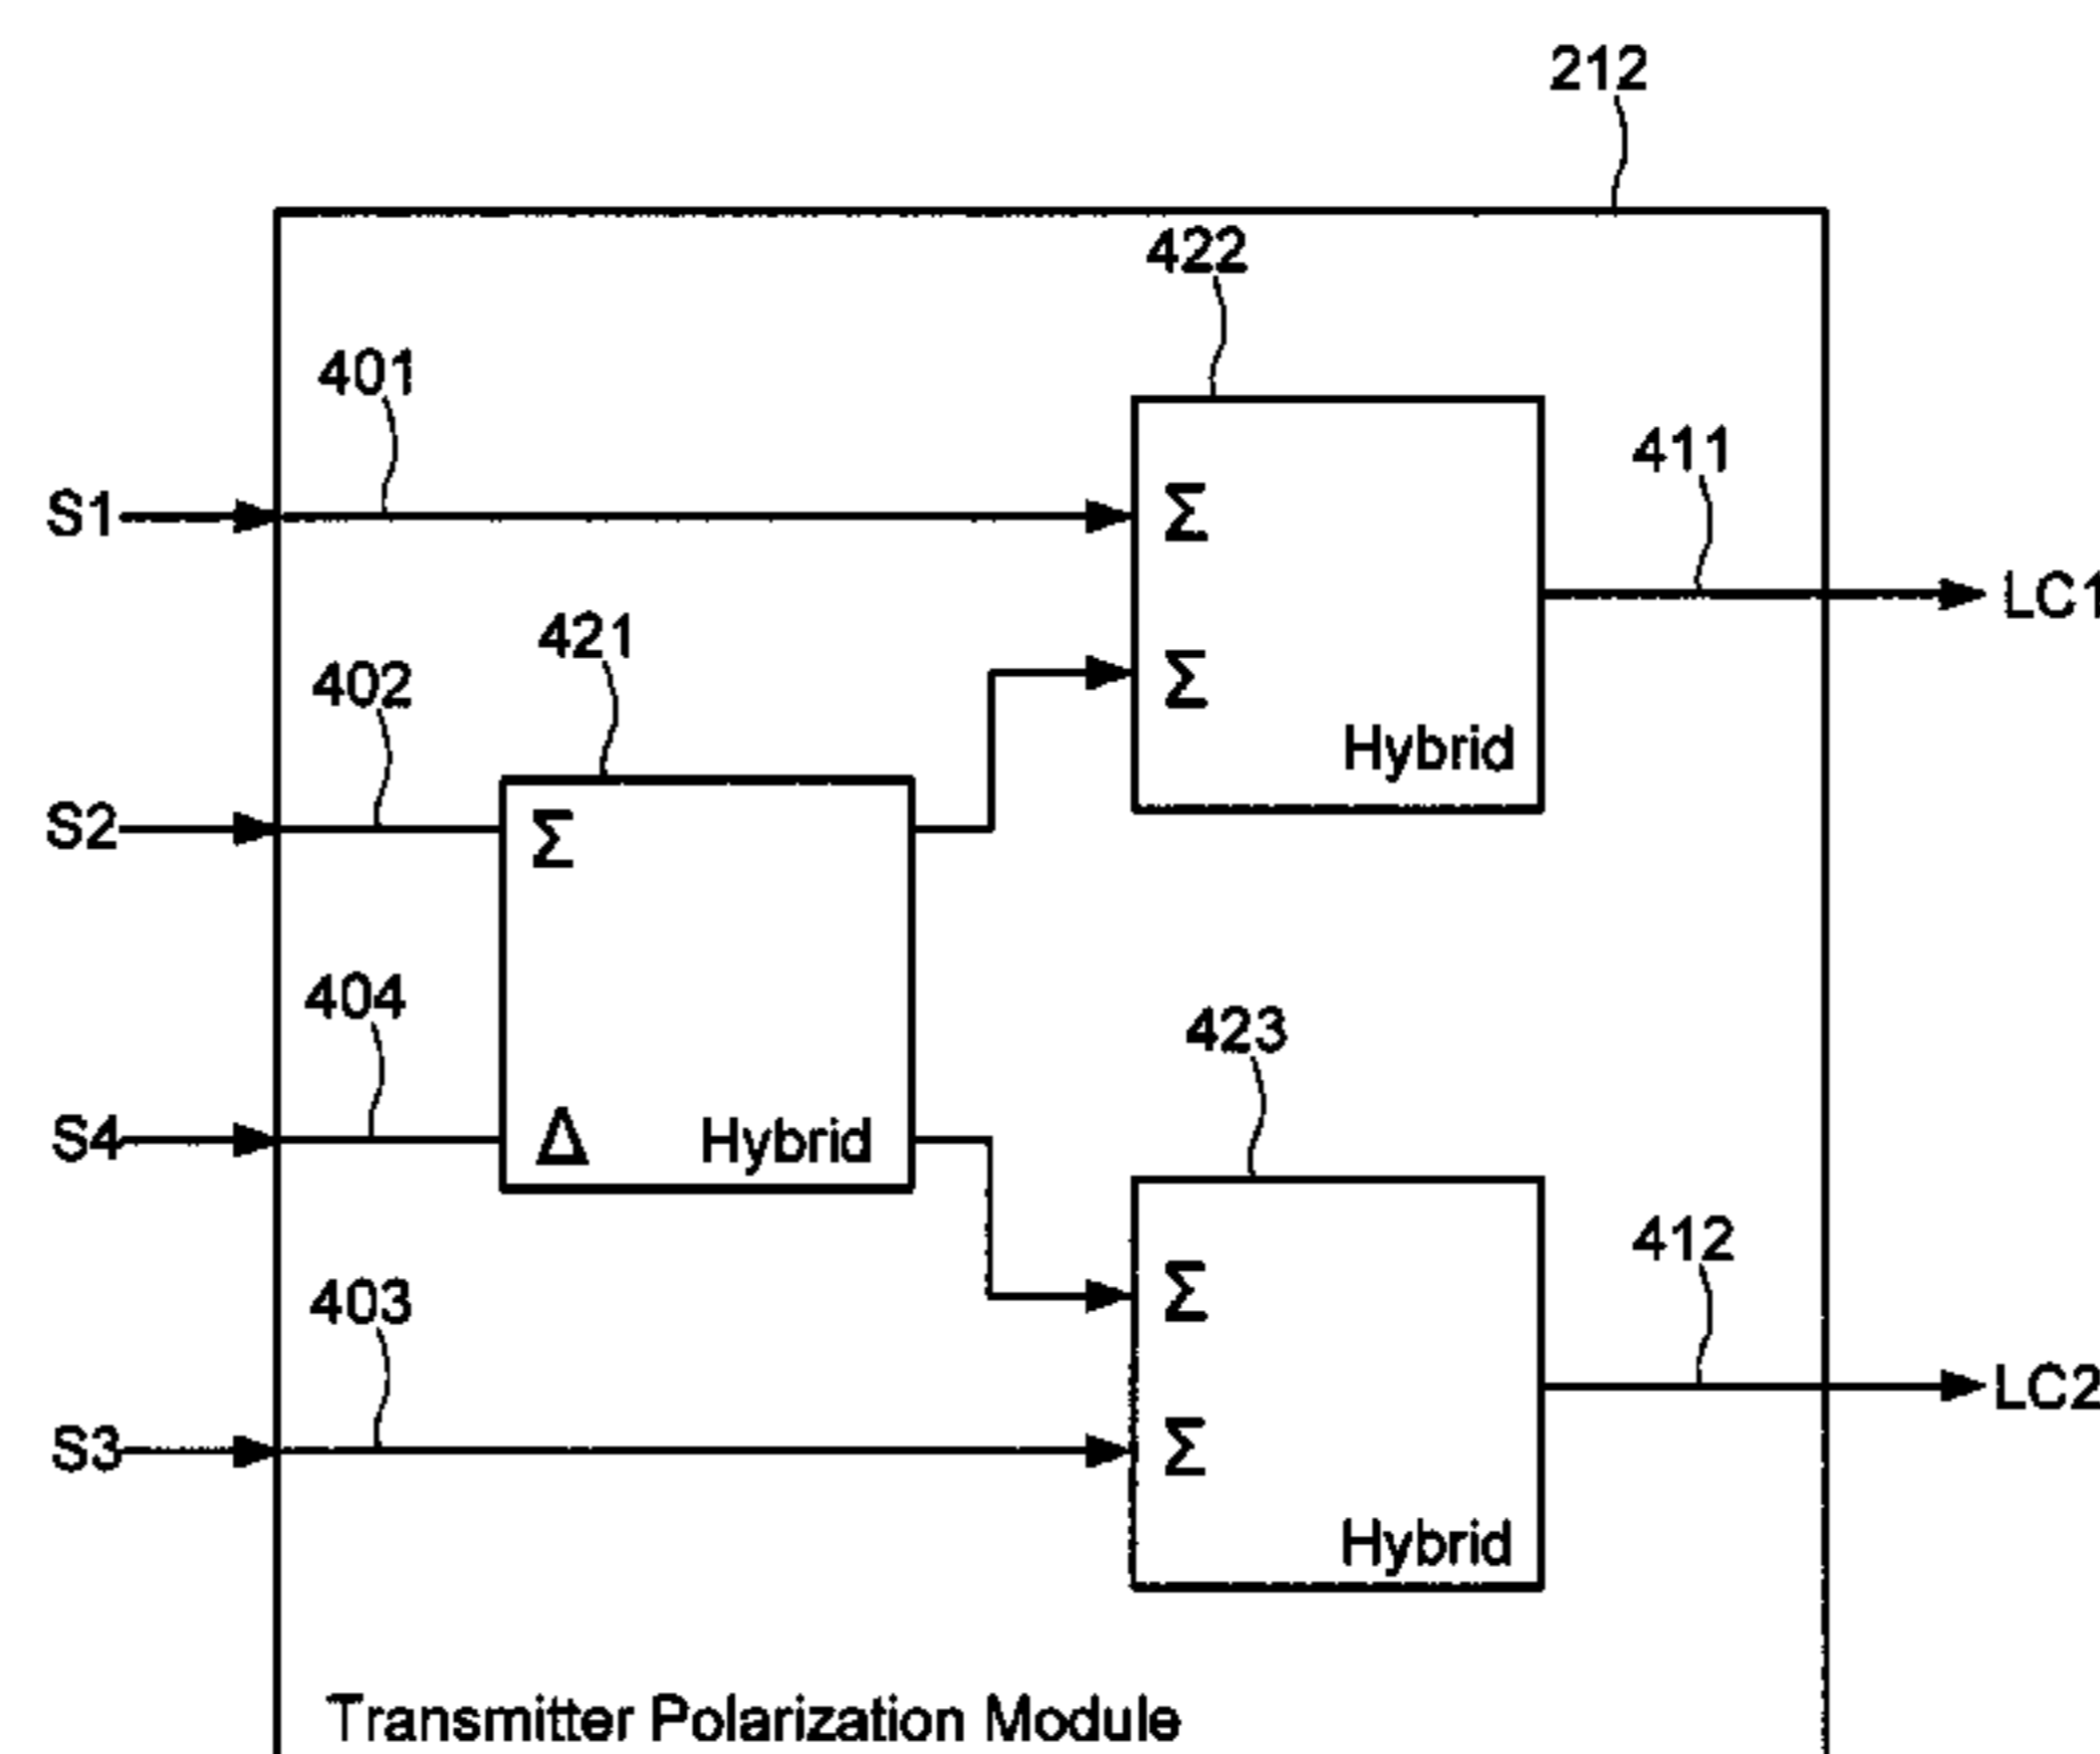 212
422
401
411
S1
Σ
LC1
421
402
Σ
Hybrid
S2
Σ
404
423
S4
Δ
Hybrid
412
403
Σ
LC2
S3
Σ
Hybrid
Transmitter Polarization Module